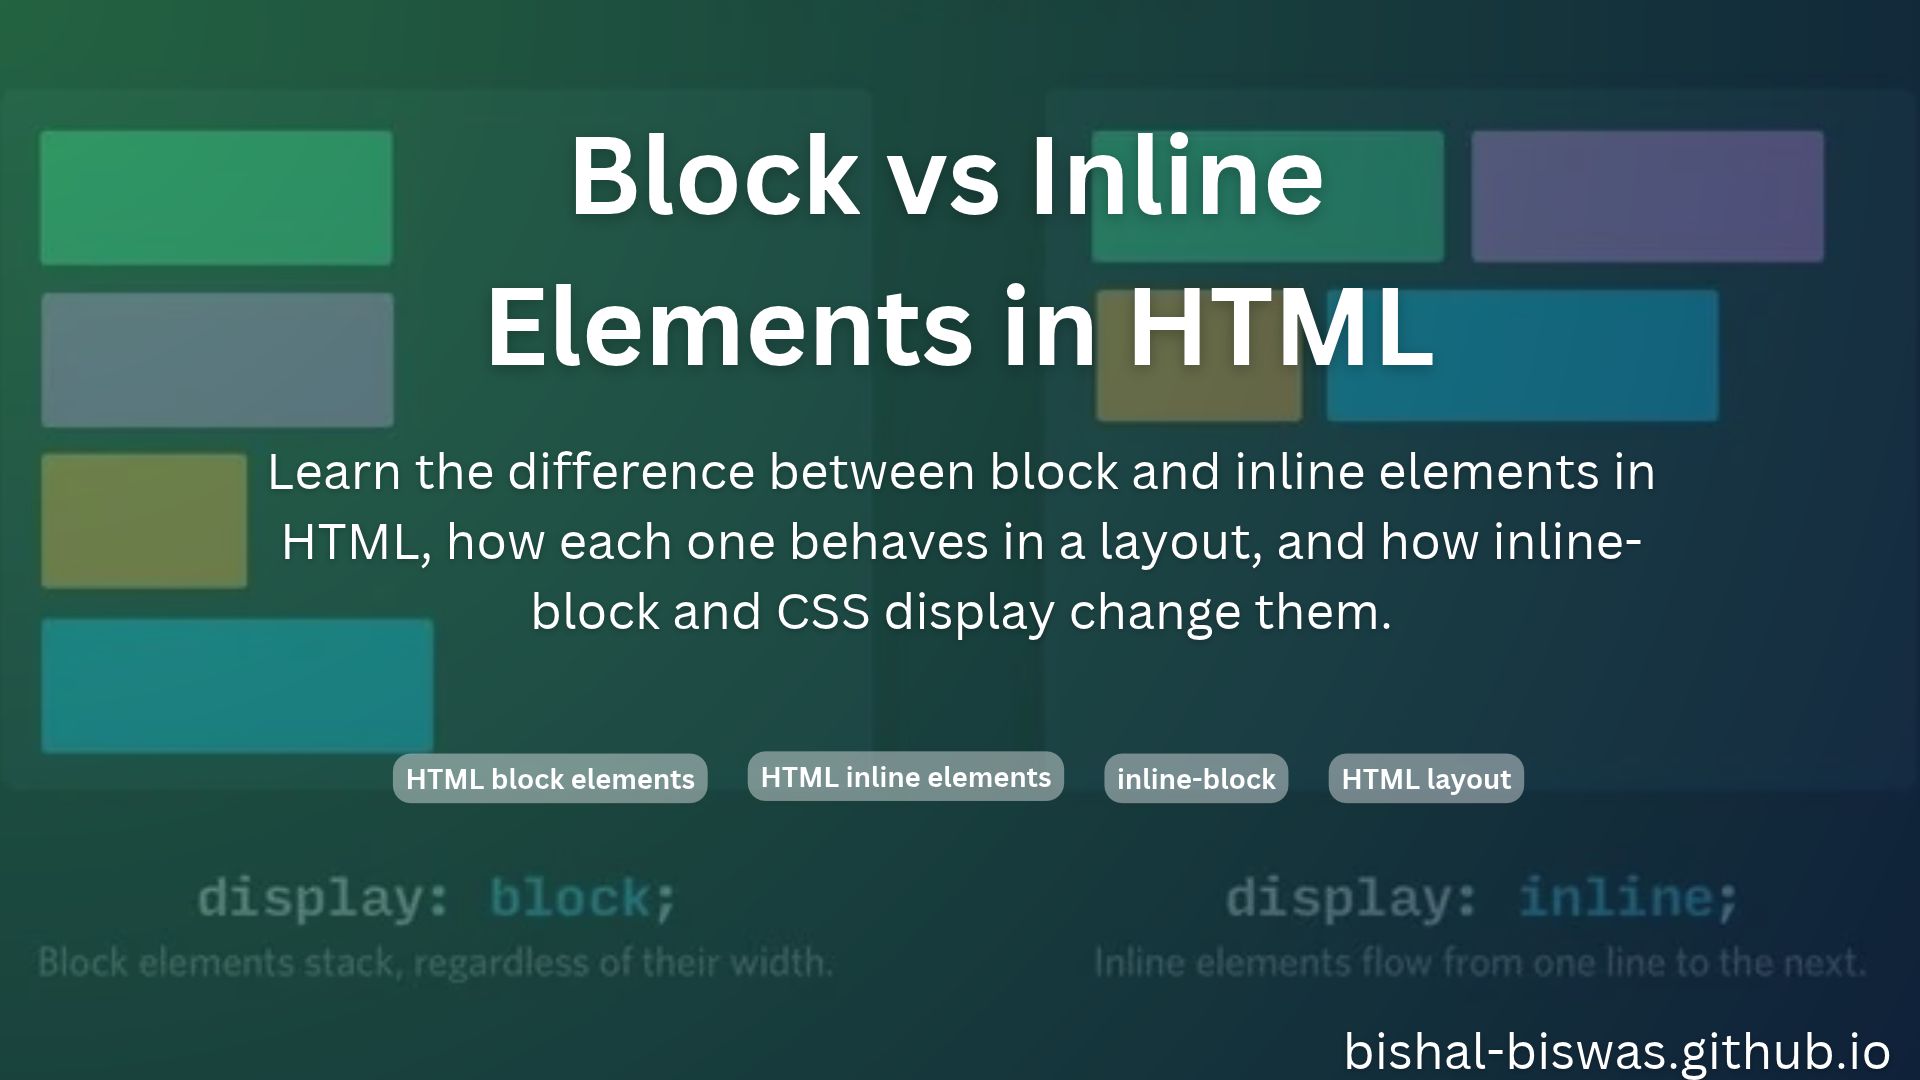 Block vs Inline
Elements in HTML
Learn the difference between block and inline elements in
HTML, how each one behaves in a layout, and how inline-
block and CSS display change them.
HTML block elements
HTML inline elements
inline-block
HTML layout
display: block;
Block elements stack, regardless of their width.
display: inline;
Inline elements flow from one line to the next.
bishal-biswas.github.io